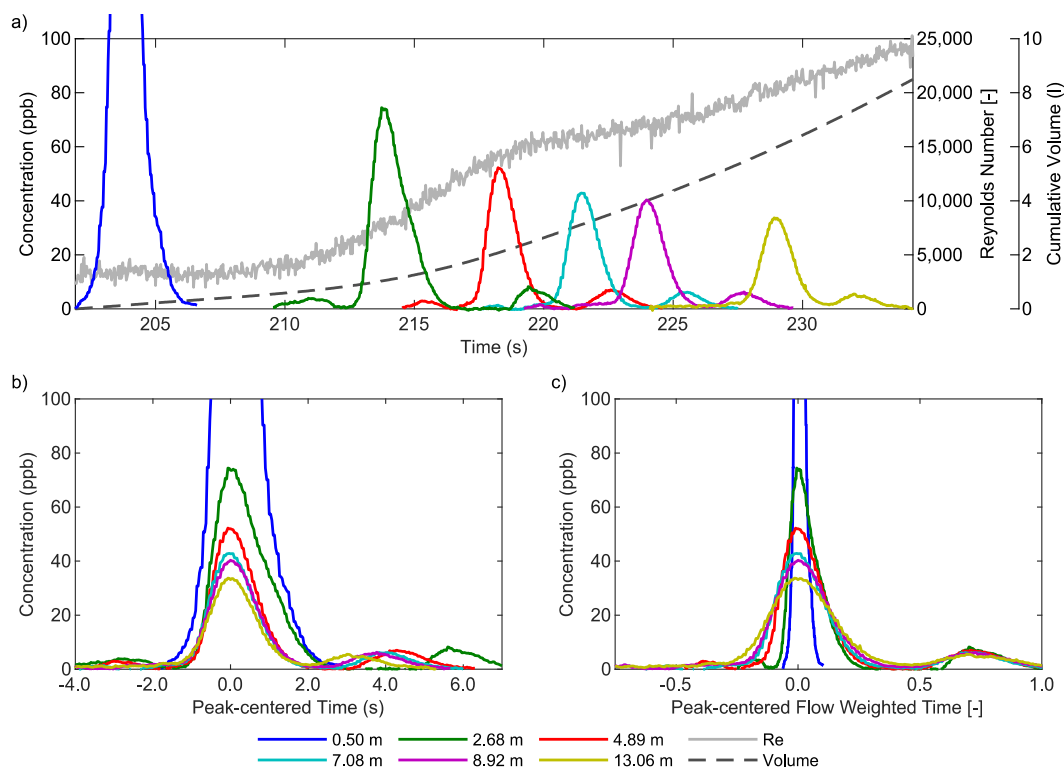 a)
100
80
60
40
20
0
Concentration (ppb)
205
210
215
220
225
230
Time (s)
25,000
20,000
15,000
10,000
5,000
0
Reynolds Number [-]
10
8
6
4
2
0
Cumulative Volume (l)
b)
100
80
60
40
20
0
Concentration (ppb)
-4.0
-2.0
0.0
2.0
4.0
6.0
Peak-centered Time (s)
c)
100
80
60
40
20
0
Concentration (ppb)
-0.5
0.0
0.5
1.0
Peak-centered Flow Weighted Time [-]
0.50 m
2.68 m
4.89 m
Re
7.08 m
8.92 m
13.06 m
Volume